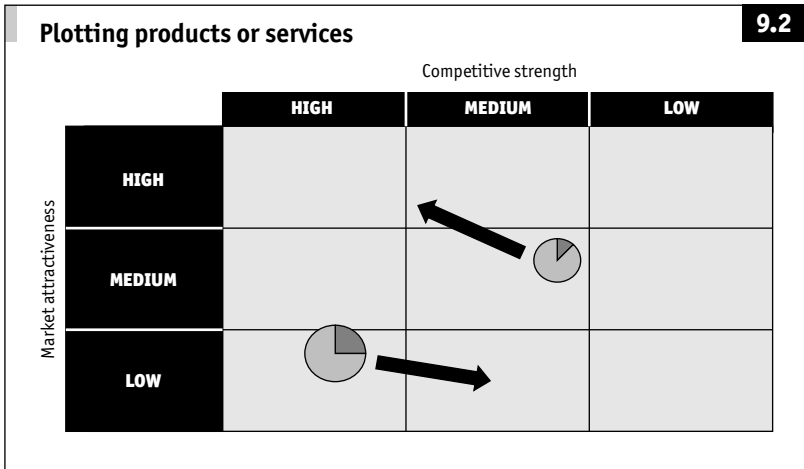 Plotting products or services
9.2
Competitive strength
HIGH MEDIUM LOW
Market attractiveness
HIGH
MEDIUM
LOW